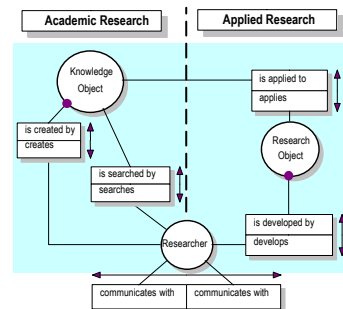 Academic Research
Applied Research
Knowledge
Object
is applied to
applies
is created by
creates
Research
Object
is searched by
searches
is developed by
develops
Researcher
communicates with
communicates with